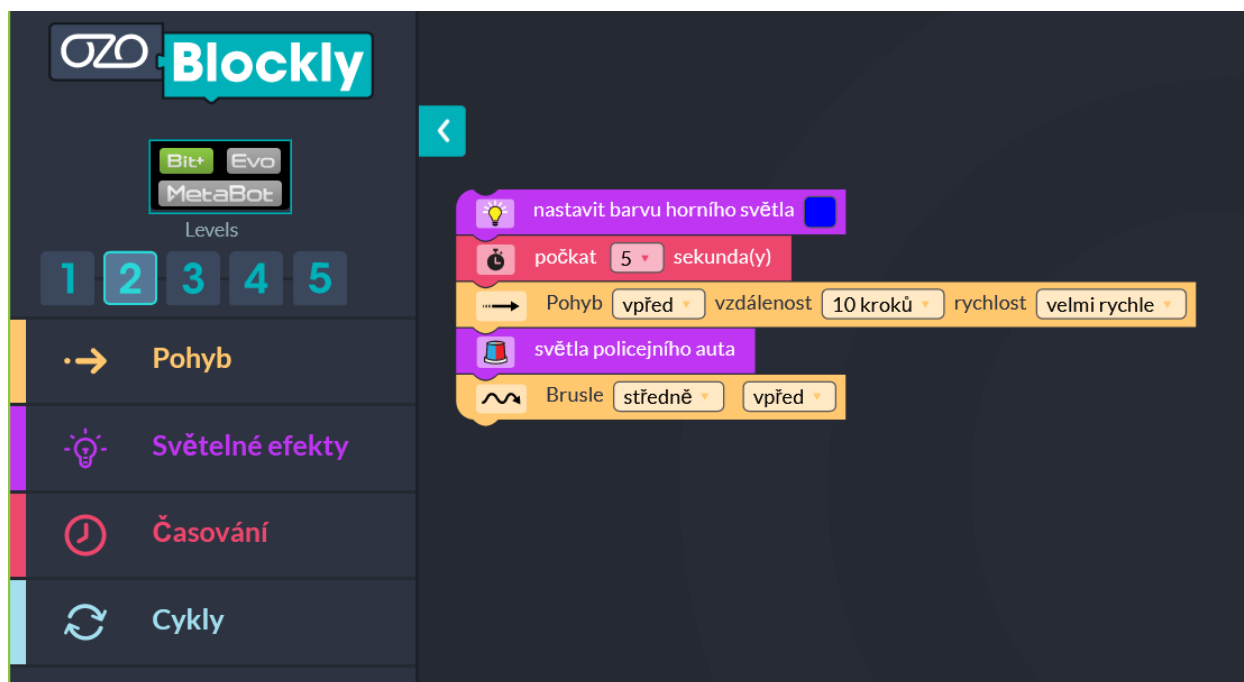 OZO Blockly
Bit+ Evo
MetaBot
Levels
1 2 3 4 5
Pohyb
Světelné efekty
Časování
Cykly
nastavit barvu horního světla
počkat 5 sekunda(y)
Pohyb vpřed vzdálenost 10 kroků rychlost velmi rychle
světla policejního auta
Brusle středně vpřed